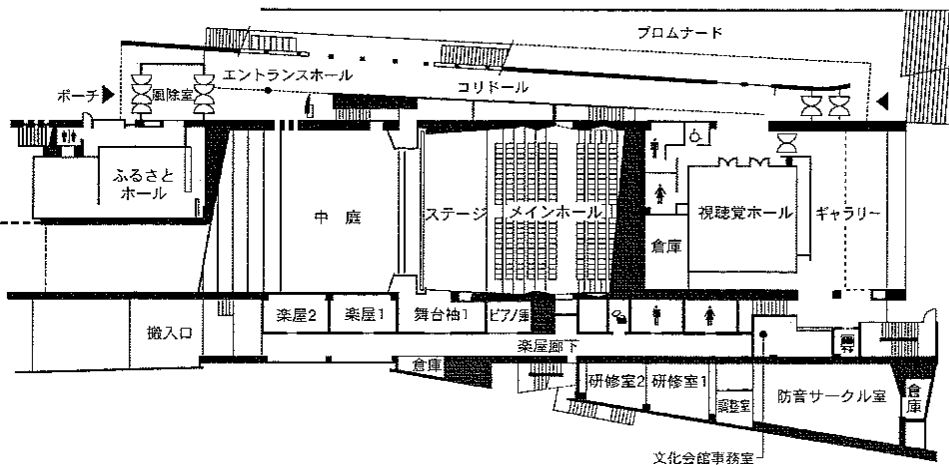 プロムナード
エントランスホール
コリドール
ポーチ
風除室
ふるさと
ホール
中庭
ステージ
メインホール
倉庫
視聴覚ホール
ギャラリー
搬入口
楽屋2
楽屋1
舞台袖1
ピアノ庫
楽屋廊下
倉庫
研修室2
研修室1
調整室
防音サークル室
倉庫
文化会館事務室